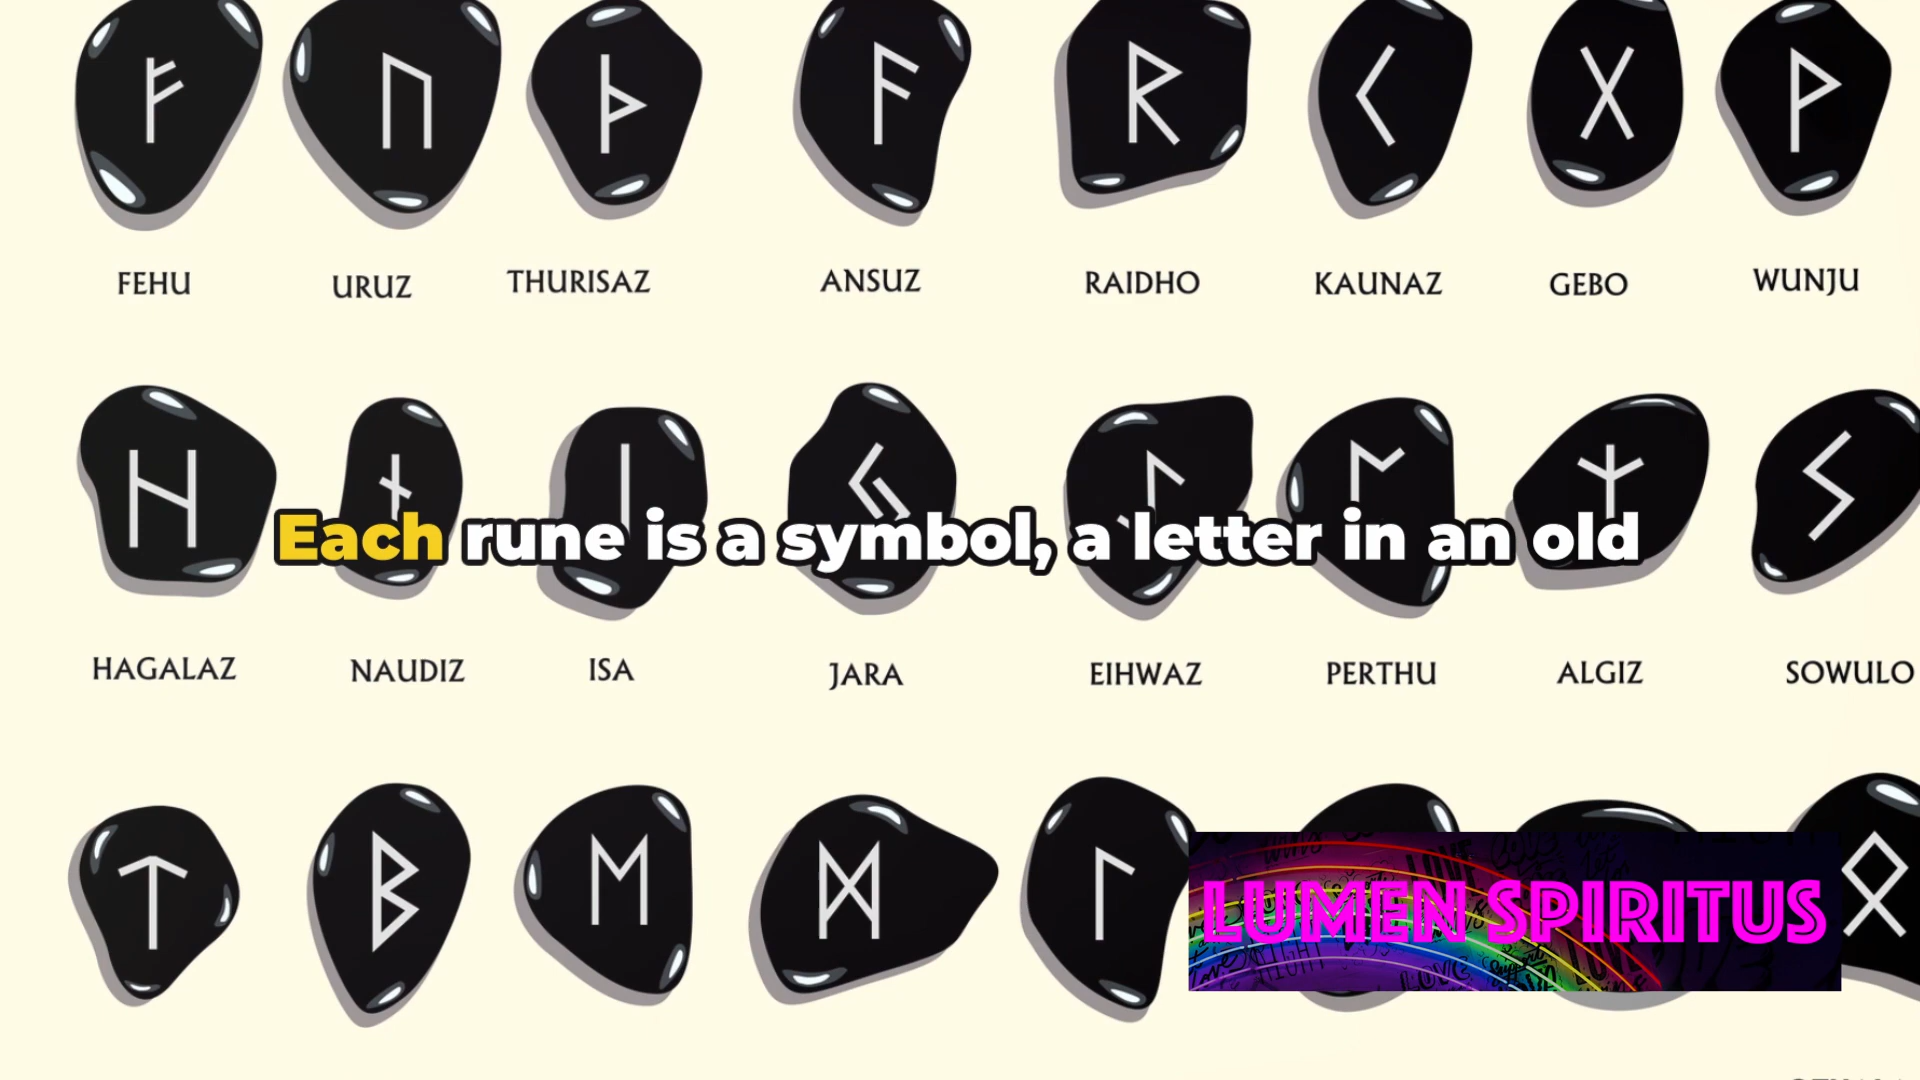 ᚠ ᚢ ᚦ ᚨ ᚱ ᚲ ᚷ ᚹ
FEHU URUZ THURISAZ ANSUZ RAIDHO KAUNAZ GEBO WUNJU
ᚺ ᚾ ᛁ ᛃ ᛇ ᛈ ᛉ ᛊ
Each rune is a symbol, a letter in an old
HAGALAZ NAUDIZ ISA JARA EIHWAZ PERTHU ALGIZ SOWULO
ᛏ ᛒ ᛖ ᛗ ᛚ ᛟ
LUMEN SPIRITUS